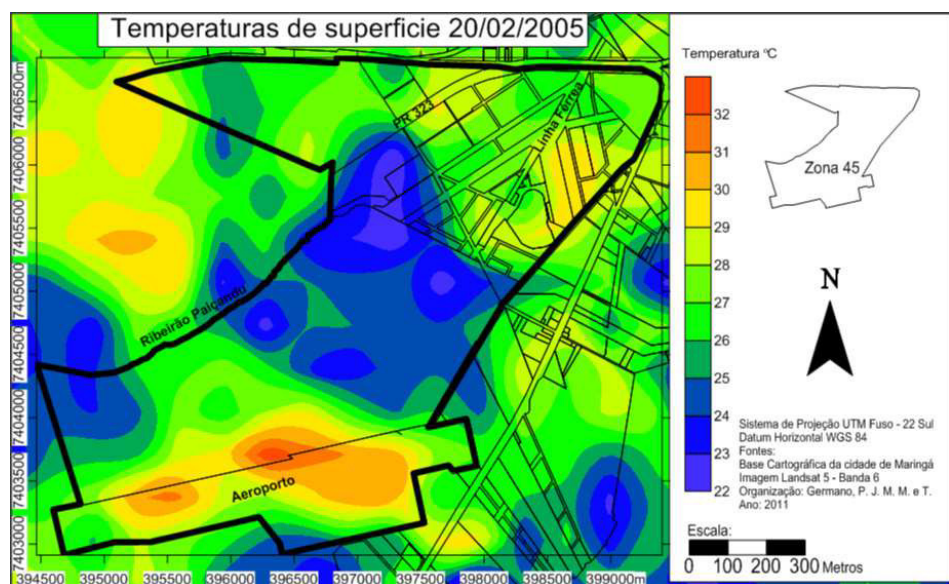 Temperaturas de superficie 20/02/2005
7406500m
7406000
7405500
7405000
7404500
7404000
7403500
7403000
394500
395000
395500
396000
396500
397000
397500
398000
398500
399000m
PR 323
Linha Férrea
Ribeirão Paiçandu
Aeroporto
Temperatura ºC
32
31
30
29
28
27
26
25
24
23
22
Zona 45
N
Sistema de Projeção UTM Fuso - 22 Sul
Datum Horizontal WGS 84
Fontes:
Base Cartográfica da cidade de Maringá
Imagem Landsat 5 - Banda 6
Organização: Germano, P. J. M. M. e T.
Ano: 2011
Escala:
0 100 200 300 Metros